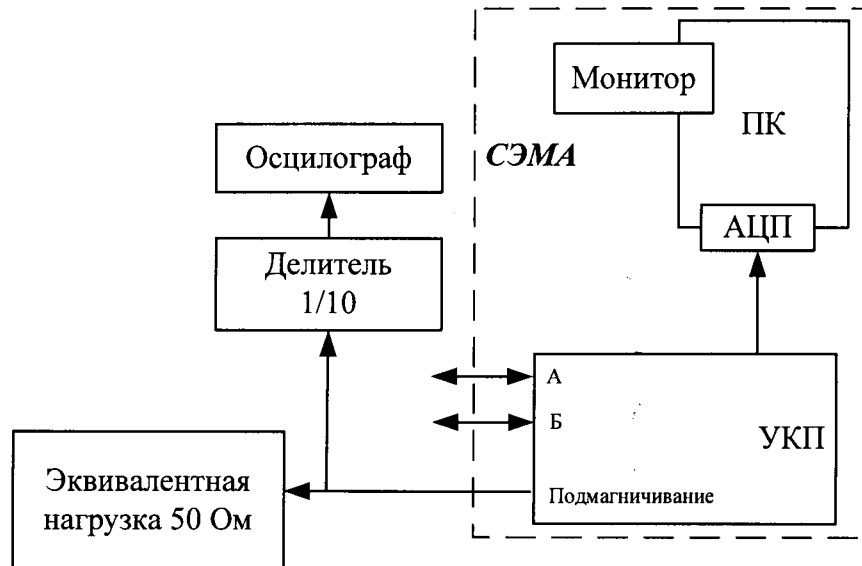 Монитор
ПК
Осцилограф
СЭМА
АЦП
Делитель
1/10
А
Б
УКП
Эквивалентная
нагрузка 50 Ом
Подмагничивание